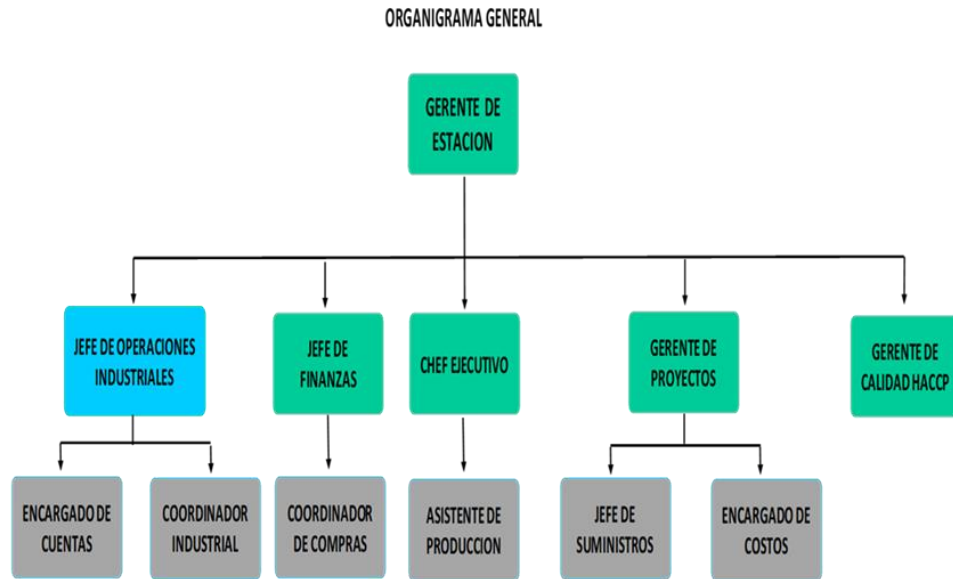 ORGANIGRAMA GENERAL
GERENTE DE
ESTACION
JEFE DE OPERACIONES
INDUSTRIALES
JEFE DE
FINANZAS
CHEF EJECUTIVO
GERENTE DE
PROYECTOS
GERENTE DE
CALIDAD HACCP
ENCARGADO DE
CUENTAS
COORDINADOR
INDUSTRIAL
COORDINADOR
DE COMPRAS
ASISTENTE DE
PRODUCCION
JEFE DE
SUMINISTROS
ENCARGADO DE
COSTOS